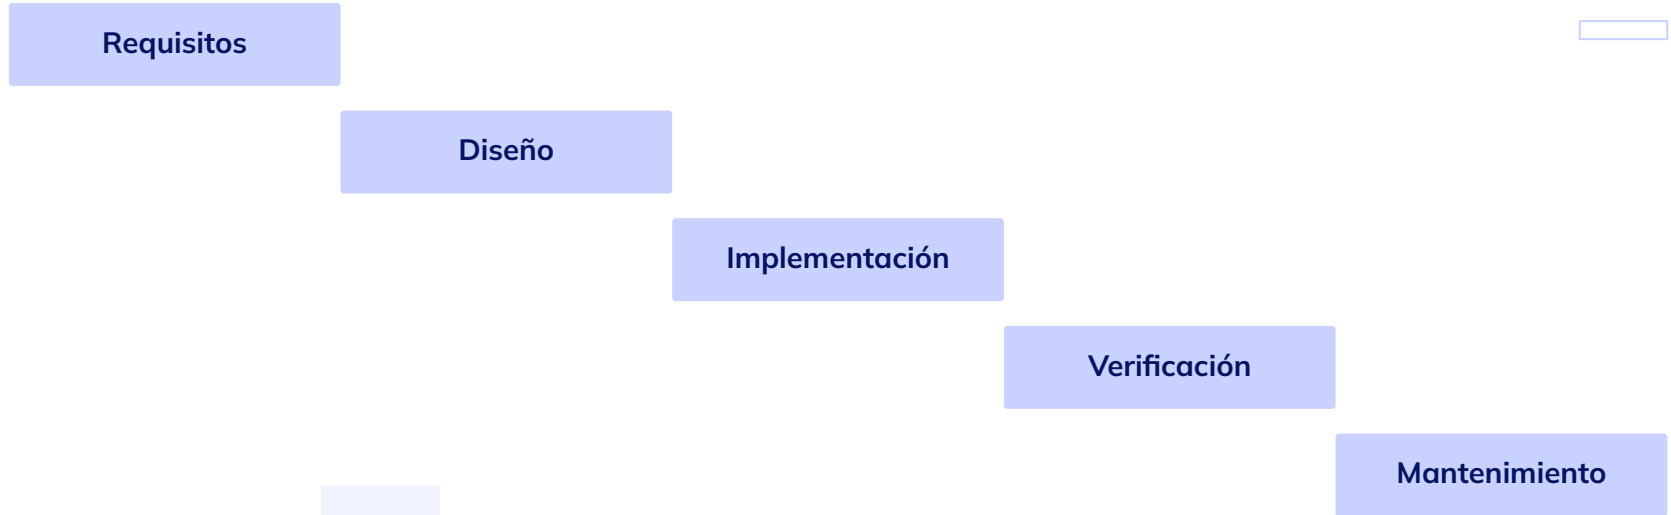 Requisitos
Diseño
Implementación
Verificación
Mantenimiento